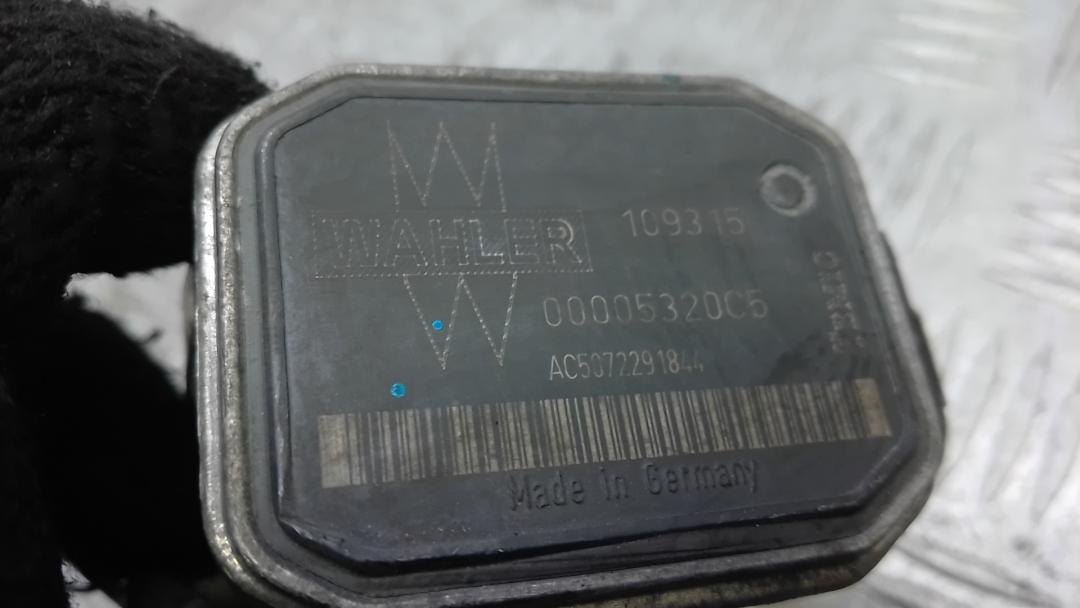 WAHLER
109315
00005320C5
AC5072291844
Made in Germany